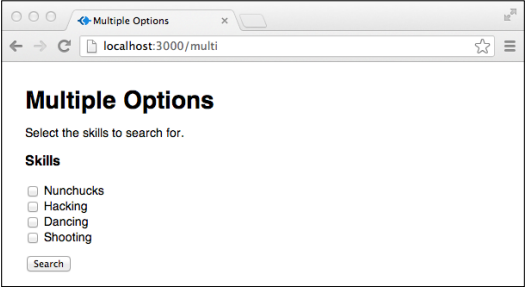 Multiple Options
localhost:3000/multi
Multiple Options
Select the skills to search for.
Skills
Nunchucks
Hacking
Dancing
Shooting
Search